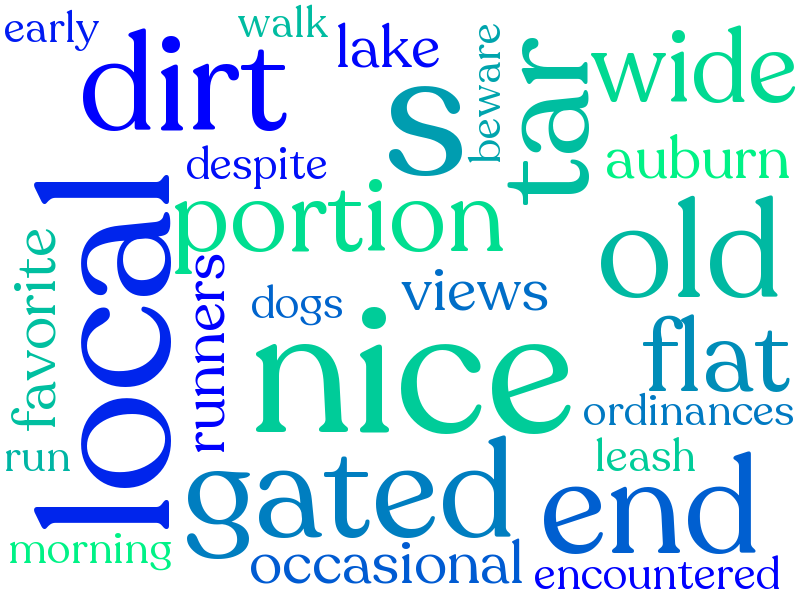 early
walk
lake
dirt
s
beware
tar
wide
despite
auburn
portion
local
old
favorite
runners
dogs
views
nice
flat
ordinances
run
gated
leash
end
morning
occasional
encountered